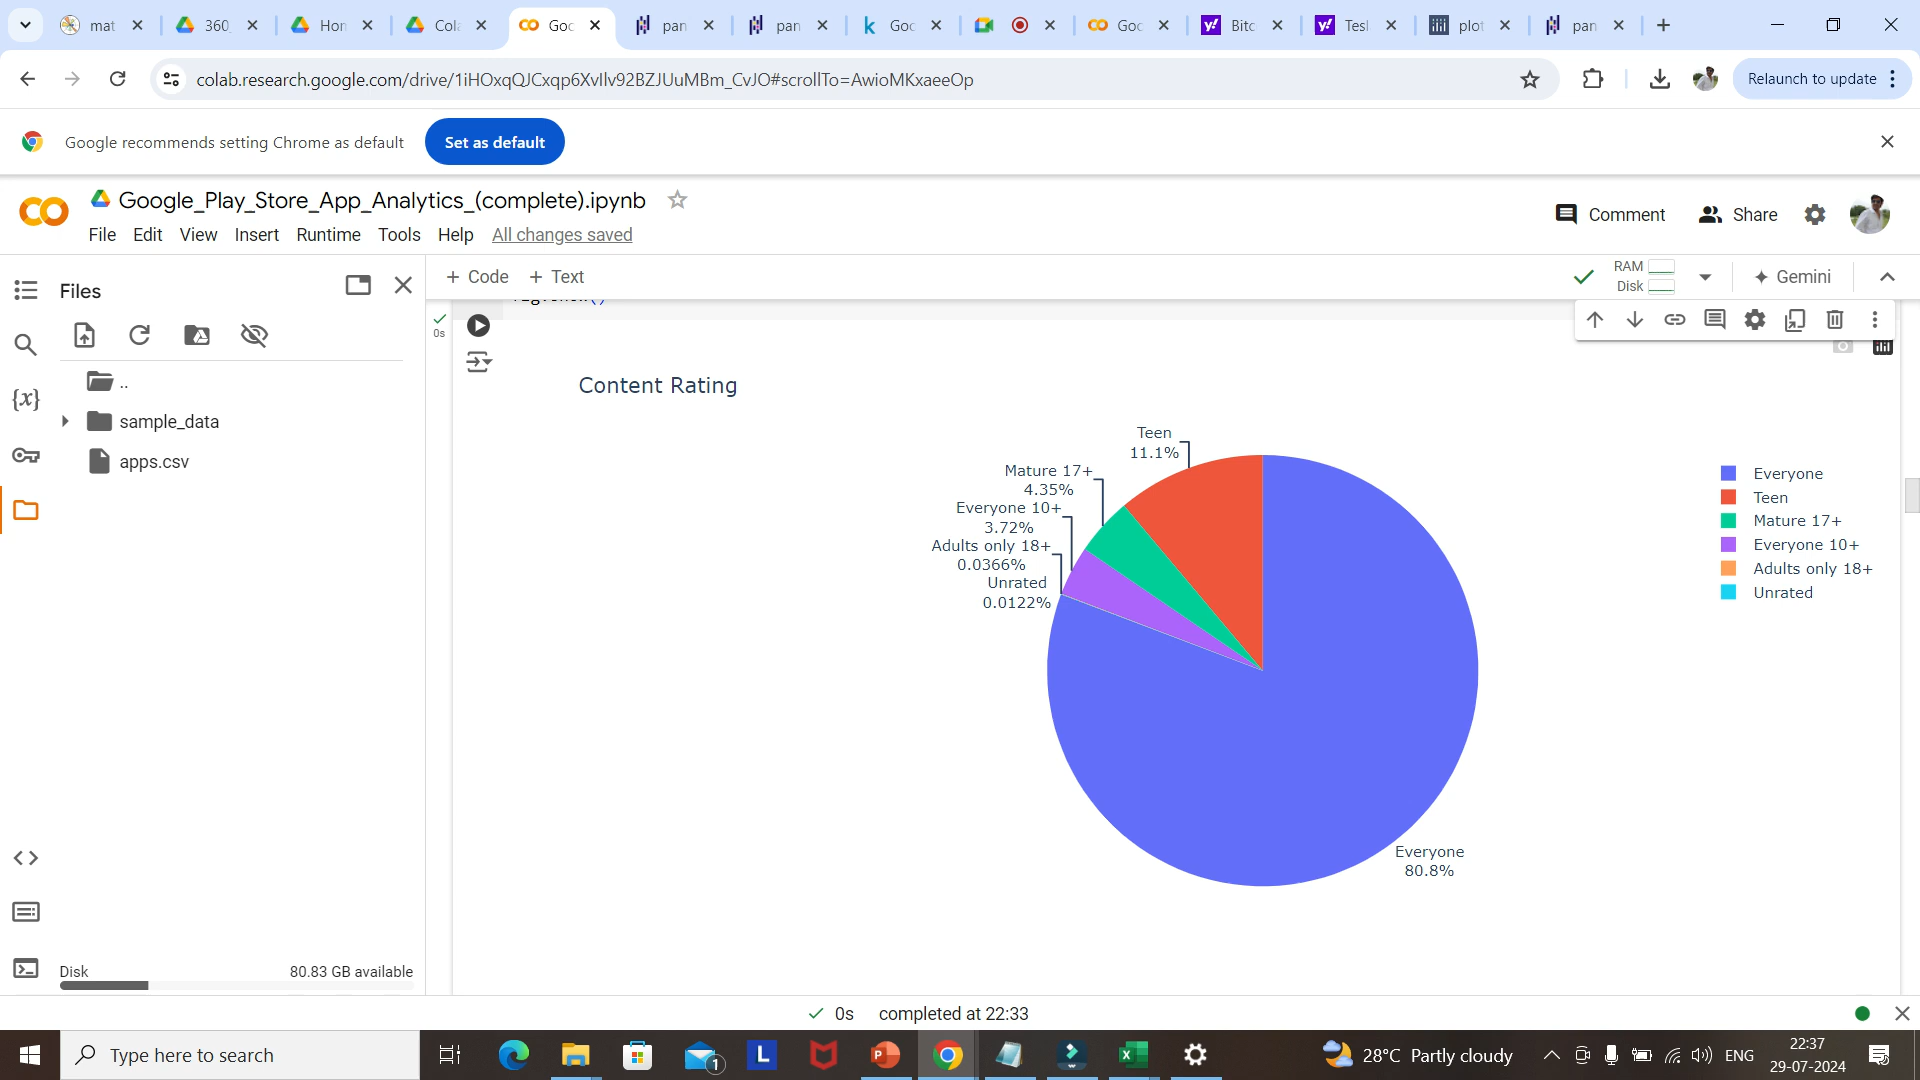 mat
360
Hon
Cola
Goo
pan
pan
Goo
Goo
Bitc
Tesl
plot
pan
colab.research.google.com/drive/1iHOxqQJCxqp6XvIlv92BZJUuMBm_CvJO#scrollTo=AwioMKxaeeOp
Relaunch to update
Google recommends setting Chrome as default
Set as default
Google_Play_Store_App_Analytics_(complete).ipynb
Comment
Share
File Edit View Insert Runtime Tools Help All changes saved
Files
+ Code + Text
RAM
Disk
Gemini
0s
..
sample_data
apps.csv
{x}
Content Rating
Teen
11.1%
Mature 17+
4.35%
Everyone 10+
3.72%
Adults only 18+
0.0366%
Unrated
0.0122%
Everyone
80.8%
Everyone
Teen
Mature 17+
Everyone 10+
Adults only 18+
Unrated
Disk 80.83 GB available
0s completed at 22:33
Type here to search
1
L
28°C Partly cloudy
ENG
22:37
29-07-2024